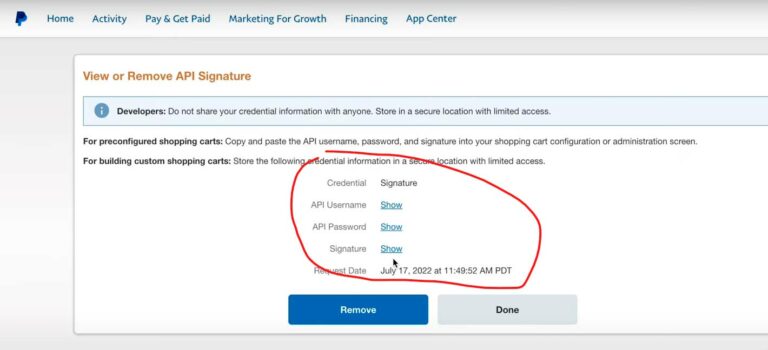 Home Activity Pay & Get Paid Marketing For Growth Financing App Center
View or Remove API Signature
Developers: Do not share your credential information with anyone. Store in a secure location with limited access.
For preconfigured shopping carts: Copy and paste the API username, password, and signature into your shopping cart configuration or administration screen.
For building custom shopping carts: Store the following credential information in a secure location with limited access.
Credential Signature
API Username Show
API Password Show
Signature Show
Request Date July 17, 2022 at 11:49:52 AM PDT
Remove Done